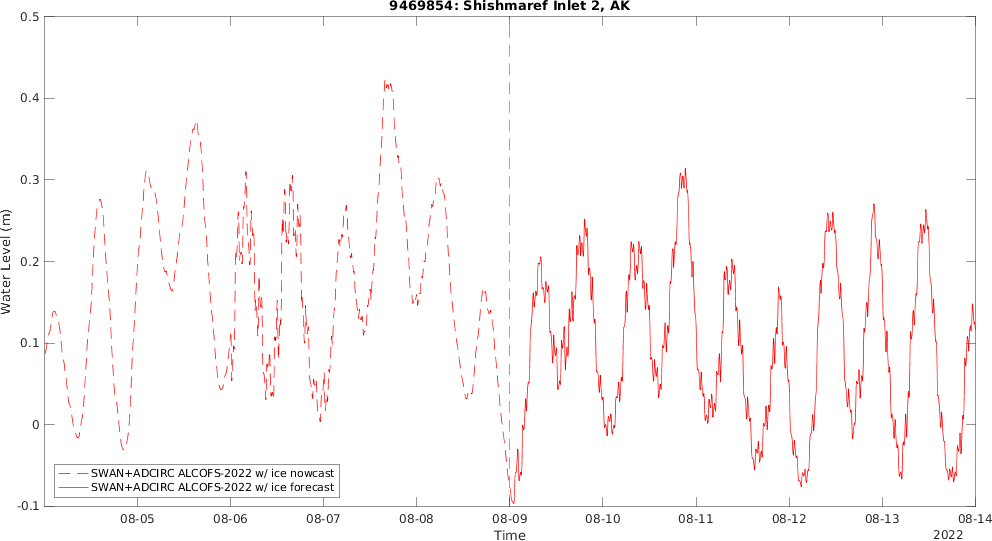 9469854: Shishmaref Inlet 2, AK
0.5
0.4
0.3
0.2
0.1
0
-0.1
Water Level (m)
SWAN+ADCIRC ALCOFS-2022 w/ ice nowcast
SWAN+ADCIRC ALCOFS-2022 w/ ice forecast
08-05 08-06 08-07 08-08 08-09 08-10 08-11 08-12 08-13 08-14
Time
2022